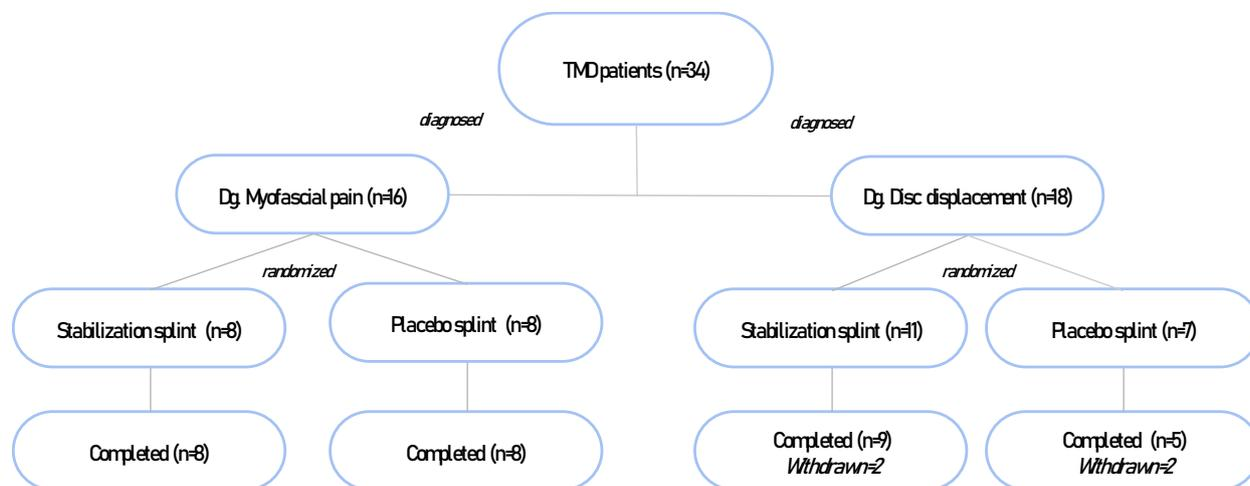 TMD patients (n=34)
diagnosed
diagnosed
Dg. Myofascial pain (n=16)
Dg. Disc displacement (n=18)
randomized
randomized
Stabilization splint (n=8)
Placebo splint (n=8)
Stabilization splint (n=11)
Placebo splint (n=7)
Completed (n=8)
Completed (n=8)
Completed (n=9)
Withdrawn=2
Completed (n=5)
Withdrawn=2